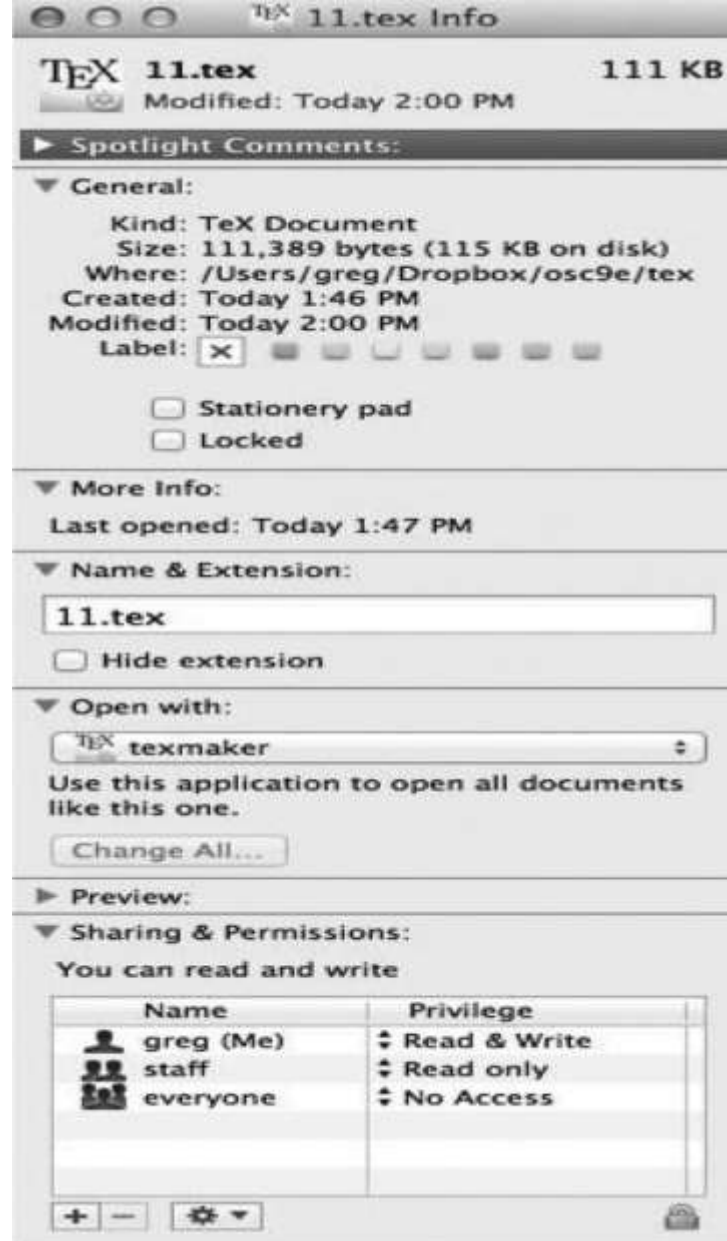 TEX 11.tex Info
TEX 11.tex 111 KB
Modified: Today 2:00 PM
Spotlight Comments:
General:
Kind: TeX Document
Size: 111,389 bytes (115 KB on disk)
Where: /Users/greg/Dropbox/osc9e/tex
Created: Today 1:46 PM
Modified: Today 2:00 PM
Label:
Stationery pad
Locked
More Info:
Last opened: Today 1:47 PM
Name & Extension:
11.tex
Hide extension
Open with:
TEX texmaker
Use this application to open all documents
like this one.
Change All...
Preview:
Sharing & Permissions:
You can read and write
Name Privilege
greg (Me) Read & Write
staff Read only
everyone No Access